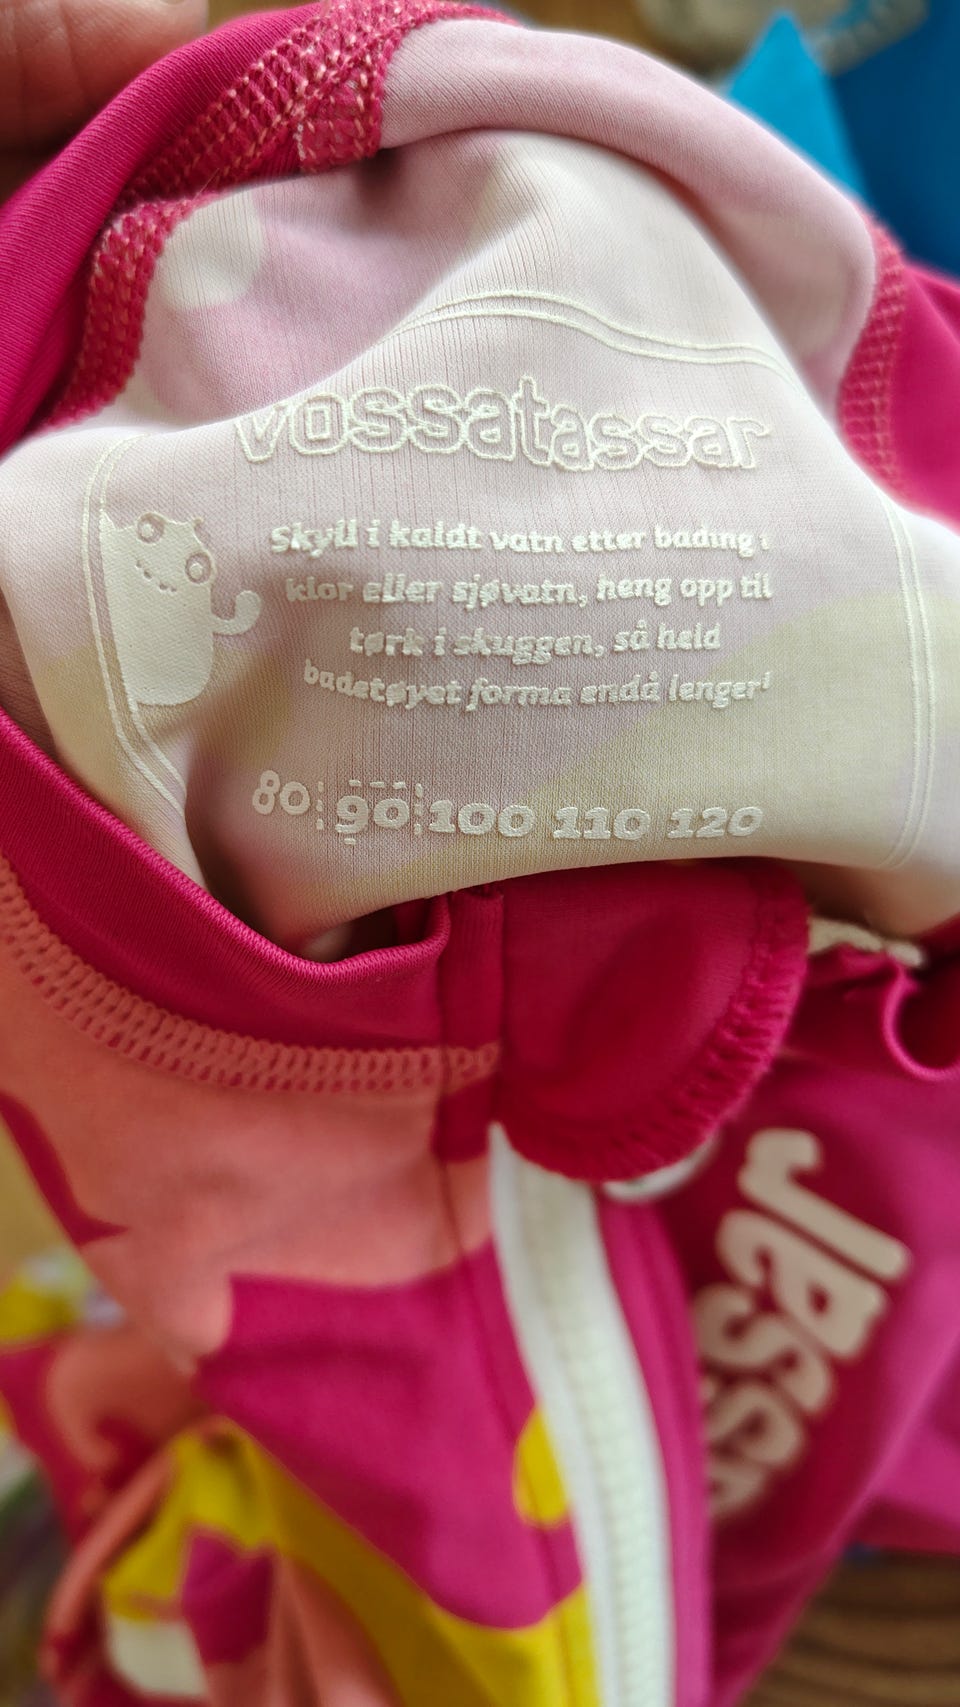 vossatassar
Skyll i kaldt vatn etter bading i
klor eller sjøvatn, heng opp til
tørk i skuggen, så held
badetøyet forma endå lenger!
80 90 100 110 120